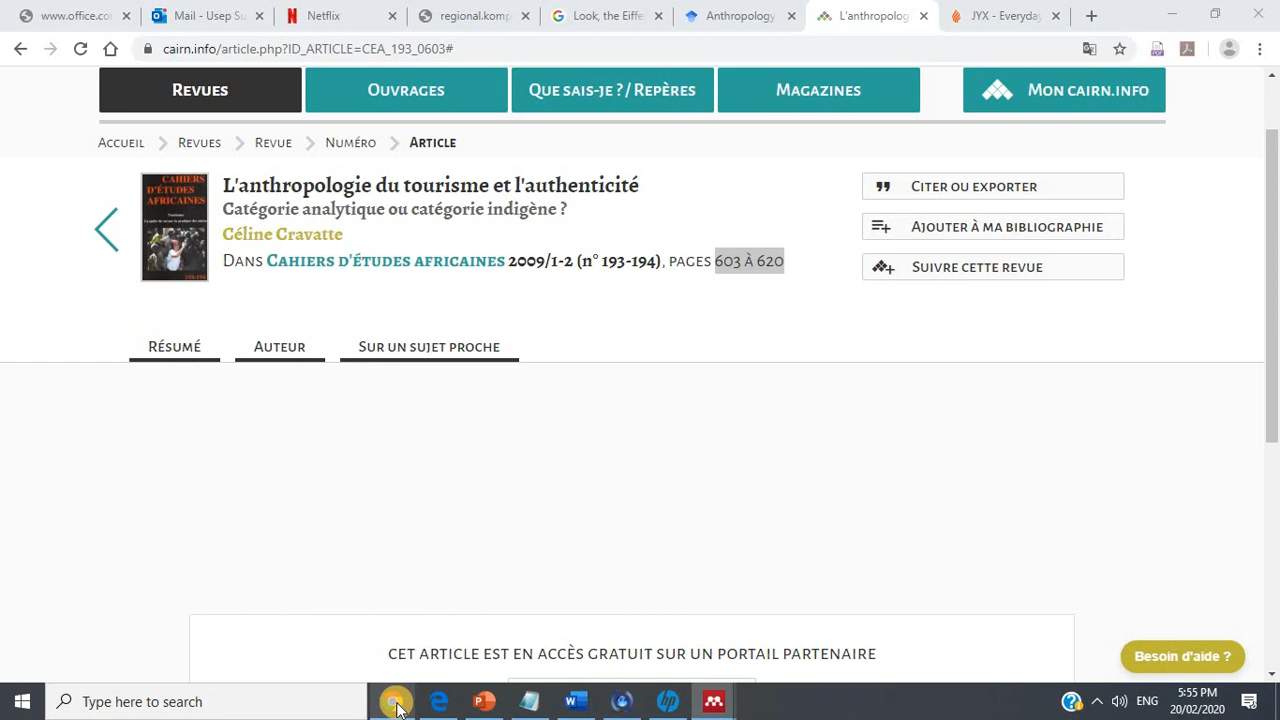 www.office.co
Mail - Usep Su
Netflix
regional.komp
Look, the Eiffe
Anthropology
L'anthropolog
JYX - Everyday
cairn.info/article.php?ID_ARTICLE=CEA_193_0603#
Revues
Ouvrages
Que sais-je ? / Repères
Magazines
Mon cairn.info
Accueil
Revues
Revue
Numéro
Article
CAHIERS
D'ÉTUDES
AFRICAINES
L'anthropologie du tourisme et l'authenticité
Catégorie analytique ou catégorie indigène ?
Céline Cravatte
Dans Cahiers d'études africaines 2009/1-2 (n° 193-194), pages 603 à 620
Citer ou exporter
Ajouter à ma bibliographie
Suivre cette revue
Résumé
Auteur
Sur un sujet proche
CET ARTICLE EST EN ACCÈS GRATUIT SUR UN PORTAIL PARTENAIRE
Besoin d'aide ?
Type here to search
ENG
5:55 PM
20/02/2020